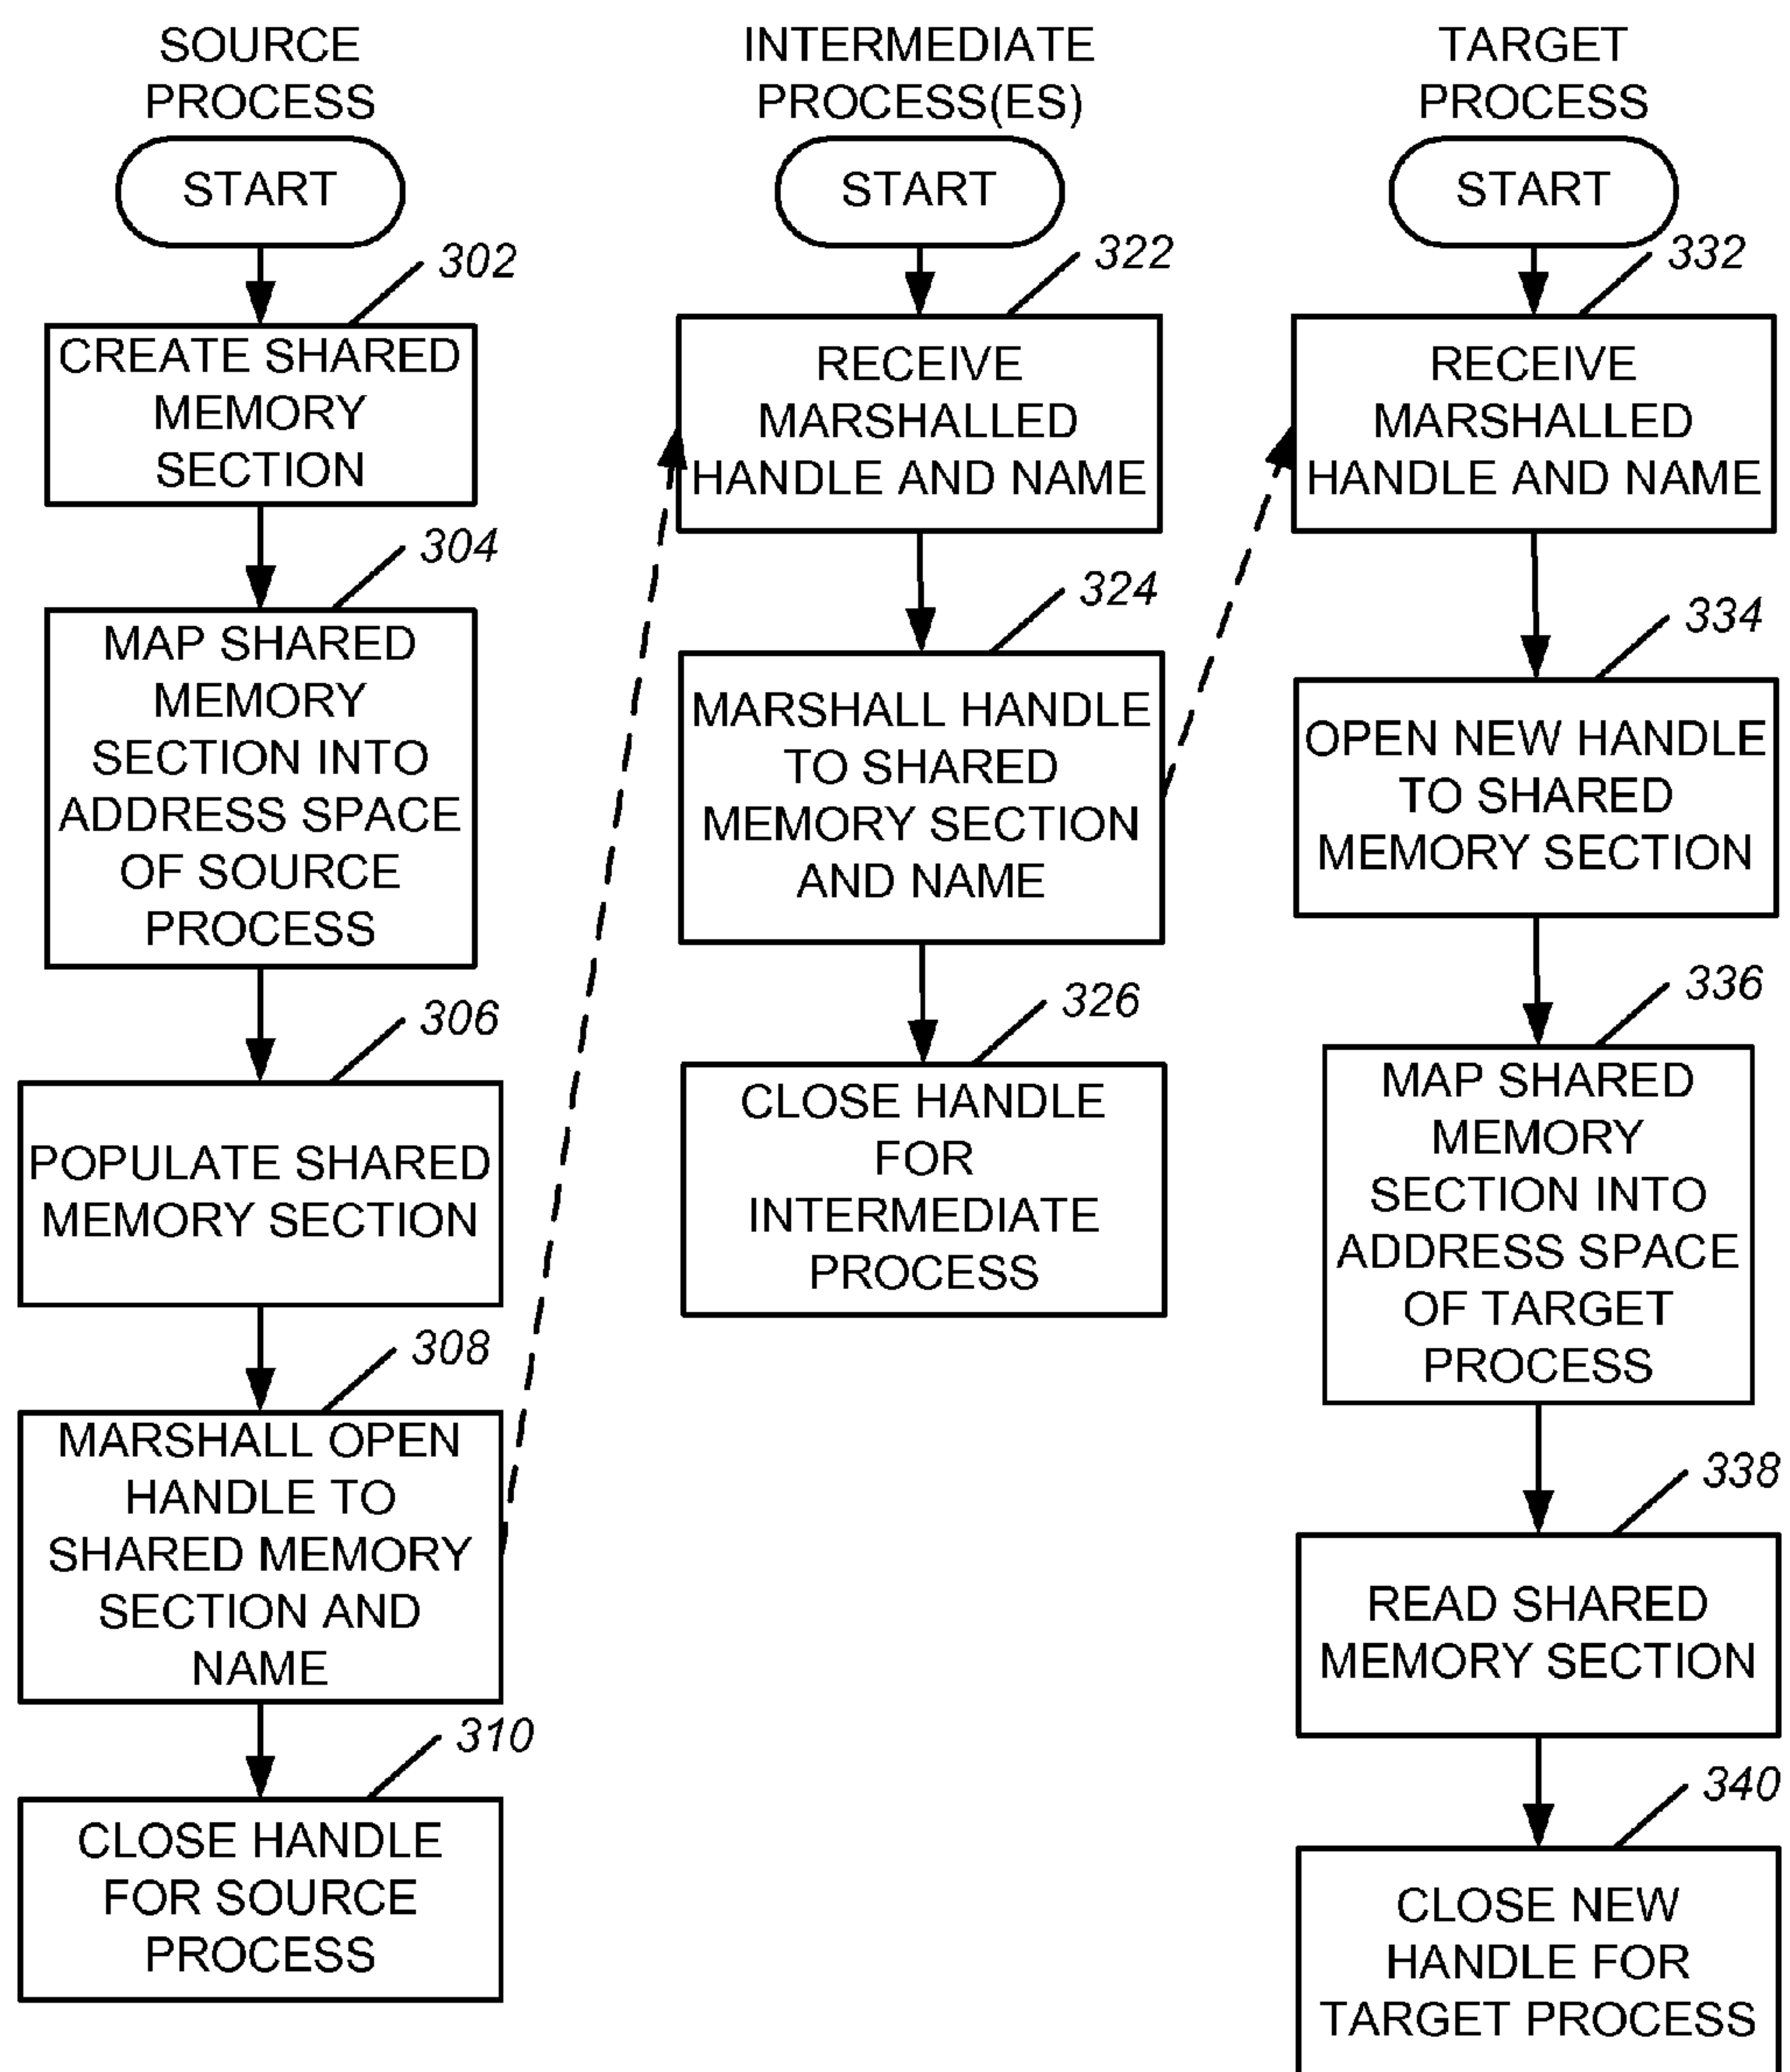 SOURCE
PROCESS
START
302
CREATE SHARED
MEMORY
SECTION
304
MAP SHARED
MEMORY
SECTION INTO
ADDRESS SPACE
OF SOURCE
PROCESS
306
POPULATE SHARED
MEMORY SECTION
308
MARSHALL OPEN
HANDLE TO
SHARED MEMORY
SECTION AND
NAME
310
CLOSE HANDLE
FOR SOURCE
PROCESS
INTERMEDIATE
PROCESS(ES)
START
322
RECEIVE
MARSHALLED
HANDLE AND NAME
324
MARSHALL HANDLE
TO SHARED
MEMORY SECTION
AND NAME
326
CLOSE HANDLE
FOR
INTERMEDIATE
PROCESS
TARGET
PROCESS
START
332
RECEIVE
MARSHALLED
HANDLE AND NAME
334
OPEN NEW HANDLE
TO SHARED
MEMORY SECTION
336
MAP SHARED
MEMORY
SECTION INTO
ADDRESS SPACE
OF TARGET
PROCESS
338
READ SHARED
MEMORY SECTION
340
CLOSE NEW
HANDLE FOR
TARGET PROCESS